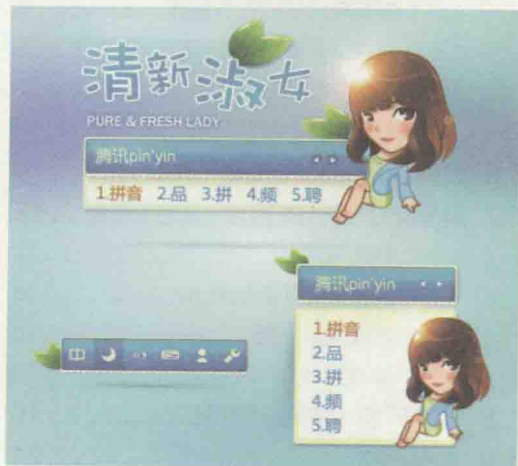 清新淑女
PURE & FRESH LADY
腾讯pin'yin
1.拼音 2.品 3.拼 4.频 5.聘
腾讯pin'yin
1.拼音
2.品
3.拼
4.频
5.聘